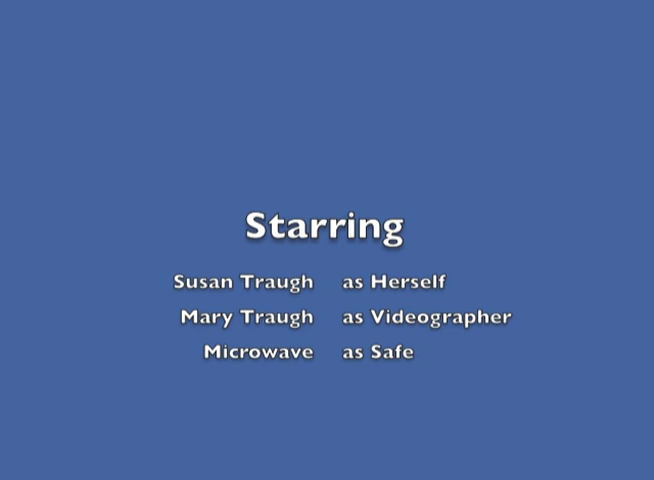 Starring
Susan Traugh as Herself
Mary Traugh as Videographer
Microwave as Safe